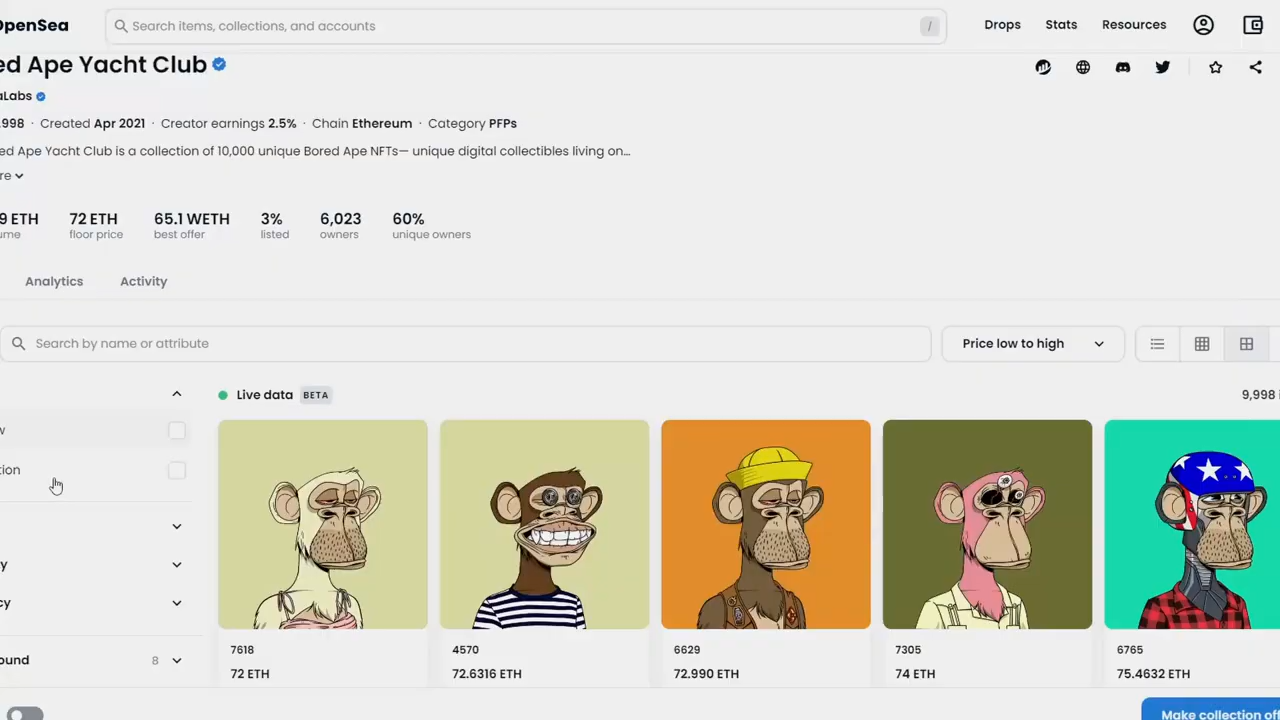 OpenSea
Search items, collections, and accounts
/
Drops
Stats
Resources
ed Ape Yacht Club
aLabs
998 · Created Apr 2021 · Creator earnings 2.5% · Chain Ethereum · Category PFPs
ed Ape Yacht Club is a collection of 10,000 unique Bored Ape NFTs— unique digital collectibles living on…
re
9 ETH
ume
72 ETH
floor price
65.1 WETH
best offer
3%
listed
6,023
owners
60%
unique owners
Analytics
Activity
Search by name or attribute
Price low to high
Live data BETA
9,998
w
tion
y
cy
ound 8
7618
72 ETH
4570
72.6316 ETH
6629
72.990 ETH
7305
74 ETH
6765
75.4632 ETH
Make collection off